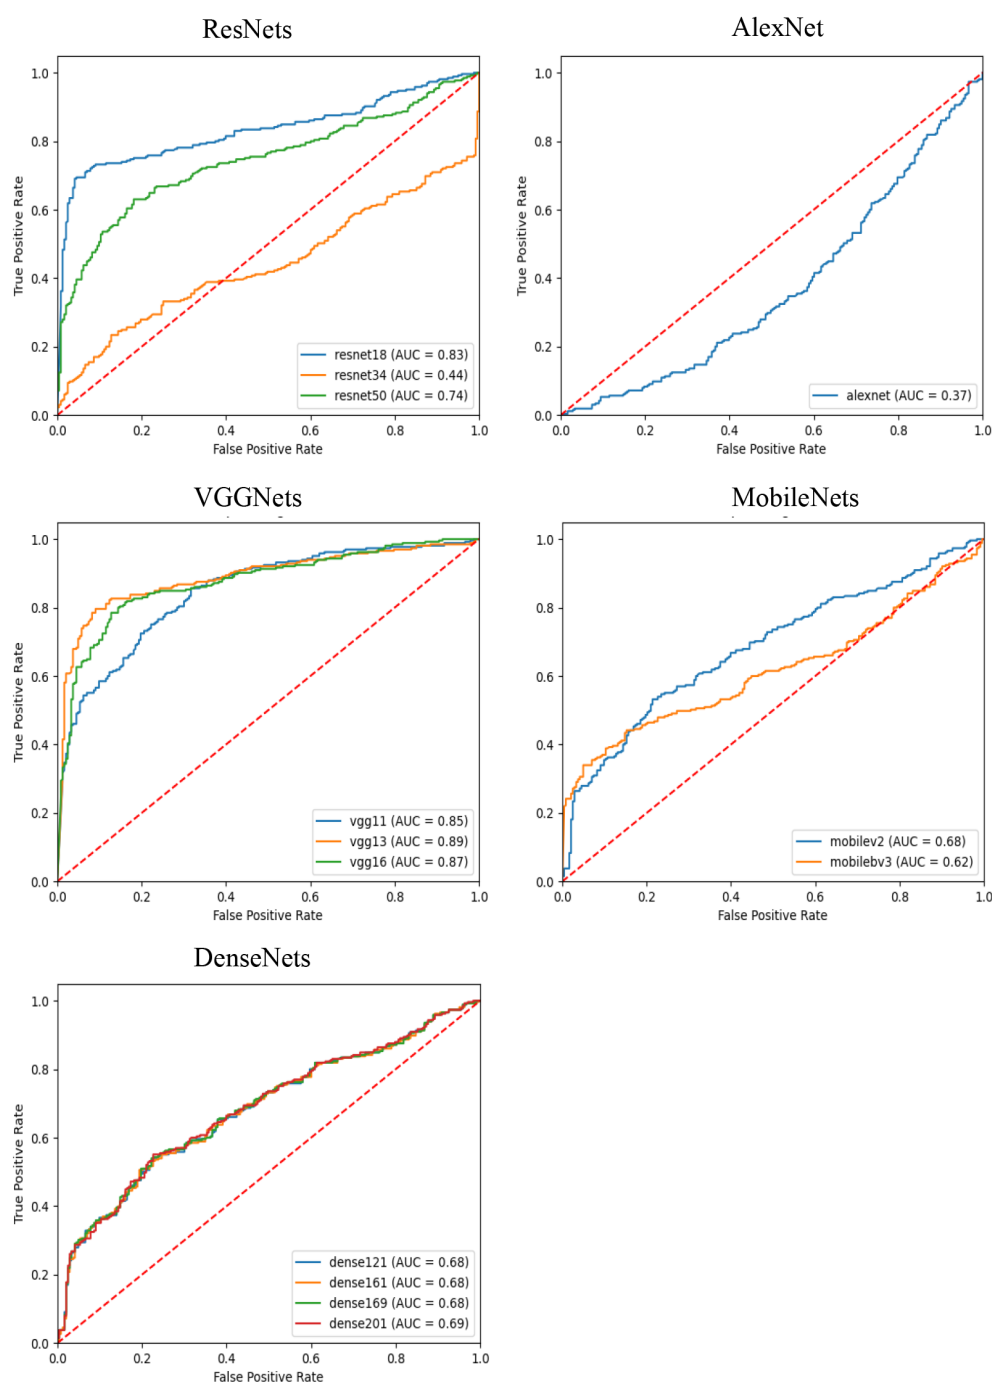 ResNets
True Positive Rate
1.0
0.8
0.6
0.4
0.2
0.0
0.0 0.2 0.4 0.6 0.8 1.0
False Positive Rate
resnet18 (AUC = 0.83)
resnet34 (AUC = 0.44)
resnet50 (AUC = 0.74)
AlexNet
True Positive Rate
1.0
0.8
0.6
0.4
0.2
0.0
0.0 0.2 0.4 0.6 0.8 1.0
False Positive Rate
alexnet (AUC = 0.37)
VGGNets
True Positive Rate
1.0
0.8
0.6
0.4
0.2
0.0
0.0 0.2 0.4 0.6 0.8 1.0
False Positive Rate
vgg11 (AUC = 0.85)
vgg13 (AUC = 0.89)
vgg16 (AUC = 0.87)
MobileNets
True Positive Rate
1.0
0.8
0.6
0.4
0.2
0.0
0.0 0.2 0.4 0.6 0.8 1.0
False Positive Rate
mobilev2 (AUC = 0.68)
mobilebv3 (AUC = 0.62)
DenseNets
True Positive Rate
1.0
0.8
0.6
0.4
0.2
0.0
0.0 0.2 0.4 0.6 0.8 1.0
False Positive Rate
dense121 (AUC = 0.68)
dense161 (AUC = 0.68)
dense169 (AUC = 0.68)
dense201 (AUC = 0.69)